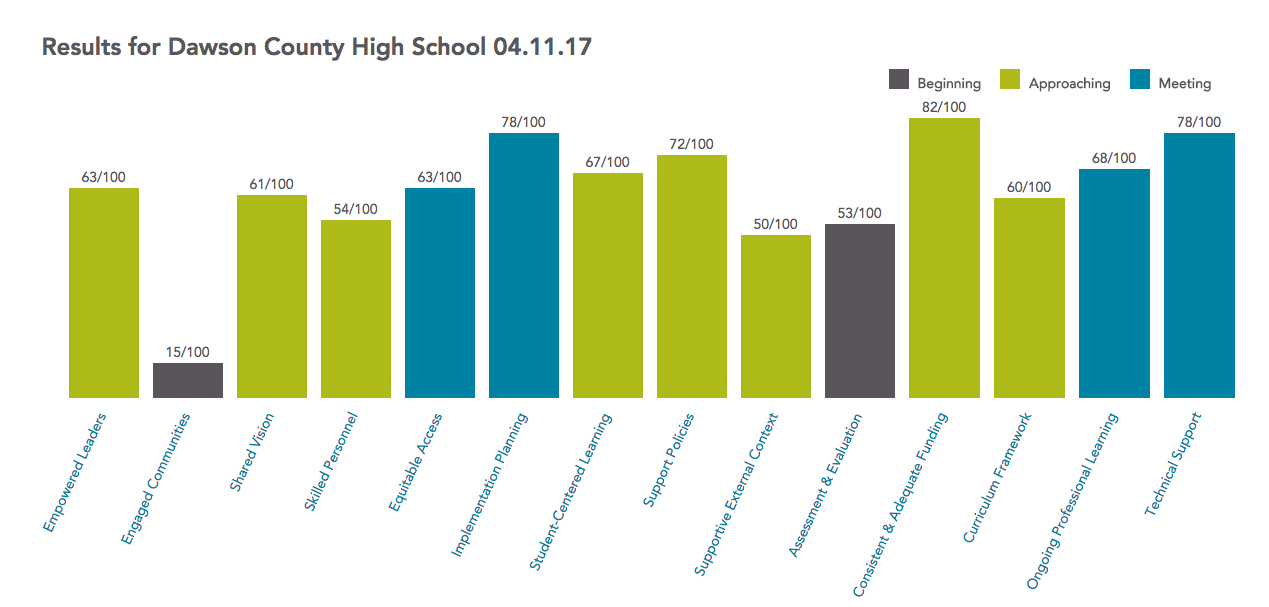 Results for Dawson County High School 04.11.17
Beginning
Approaching
Meeting
63/100
15/100
61/100
54/100
63/100
78/100
67/100
72/100
50/100
53/100
82/100
60/100
68/100
78/100
Empowered Leaders
Engaged Communities
Shared Vision
Skilled Personnel
Equitable Access
Implementation Planning
Student-Centered Learning
Support Policies
Supportive External Context
Assessment & Evaluation
Consistent & Adequate Funding
Curriculum Framework
Ongoing Professional Learning
Technical Support